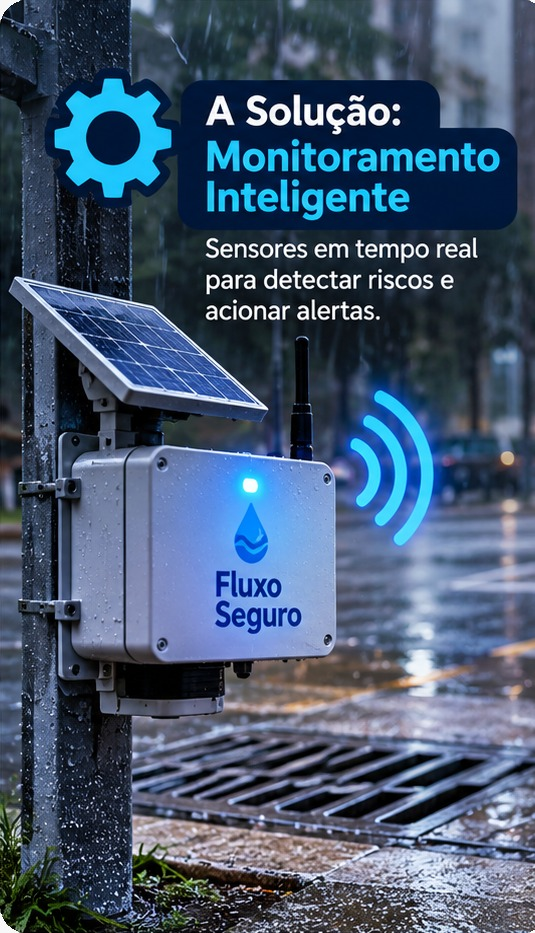 A Solução:
Monitoramento
Inteligente
Sensores em tempo real
para detectar riscos e
acionar alertas.
Fluxo
Seguro